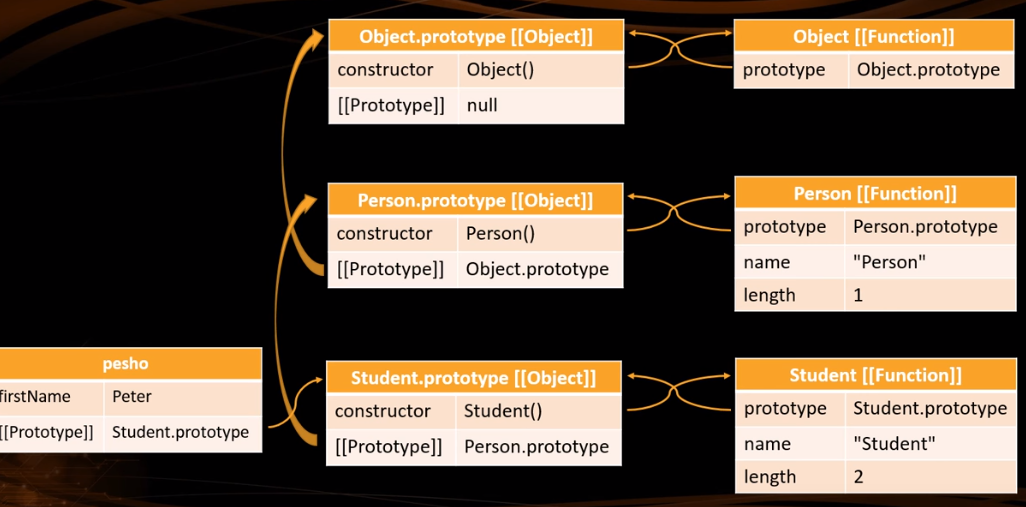 Object.prototype [[Object]]
constructor Object()
[[Prototype]] null
Object [[Function]]
prototype Object.prototype
Person.prototype [[Object]]
constructor Person()
[[Prototype]] Object.prototype
Person [[Function]]
prototype Person.prototype
name "Person"
length 1
pesho
firstName Peter
[[Prototype]] Student.prototype
Student.prototype [[Object]]
constructor Student()
[[Prototype]] Person.prototype
Student [[Function]]
prototype Student.prototype
name "Student"
length 2